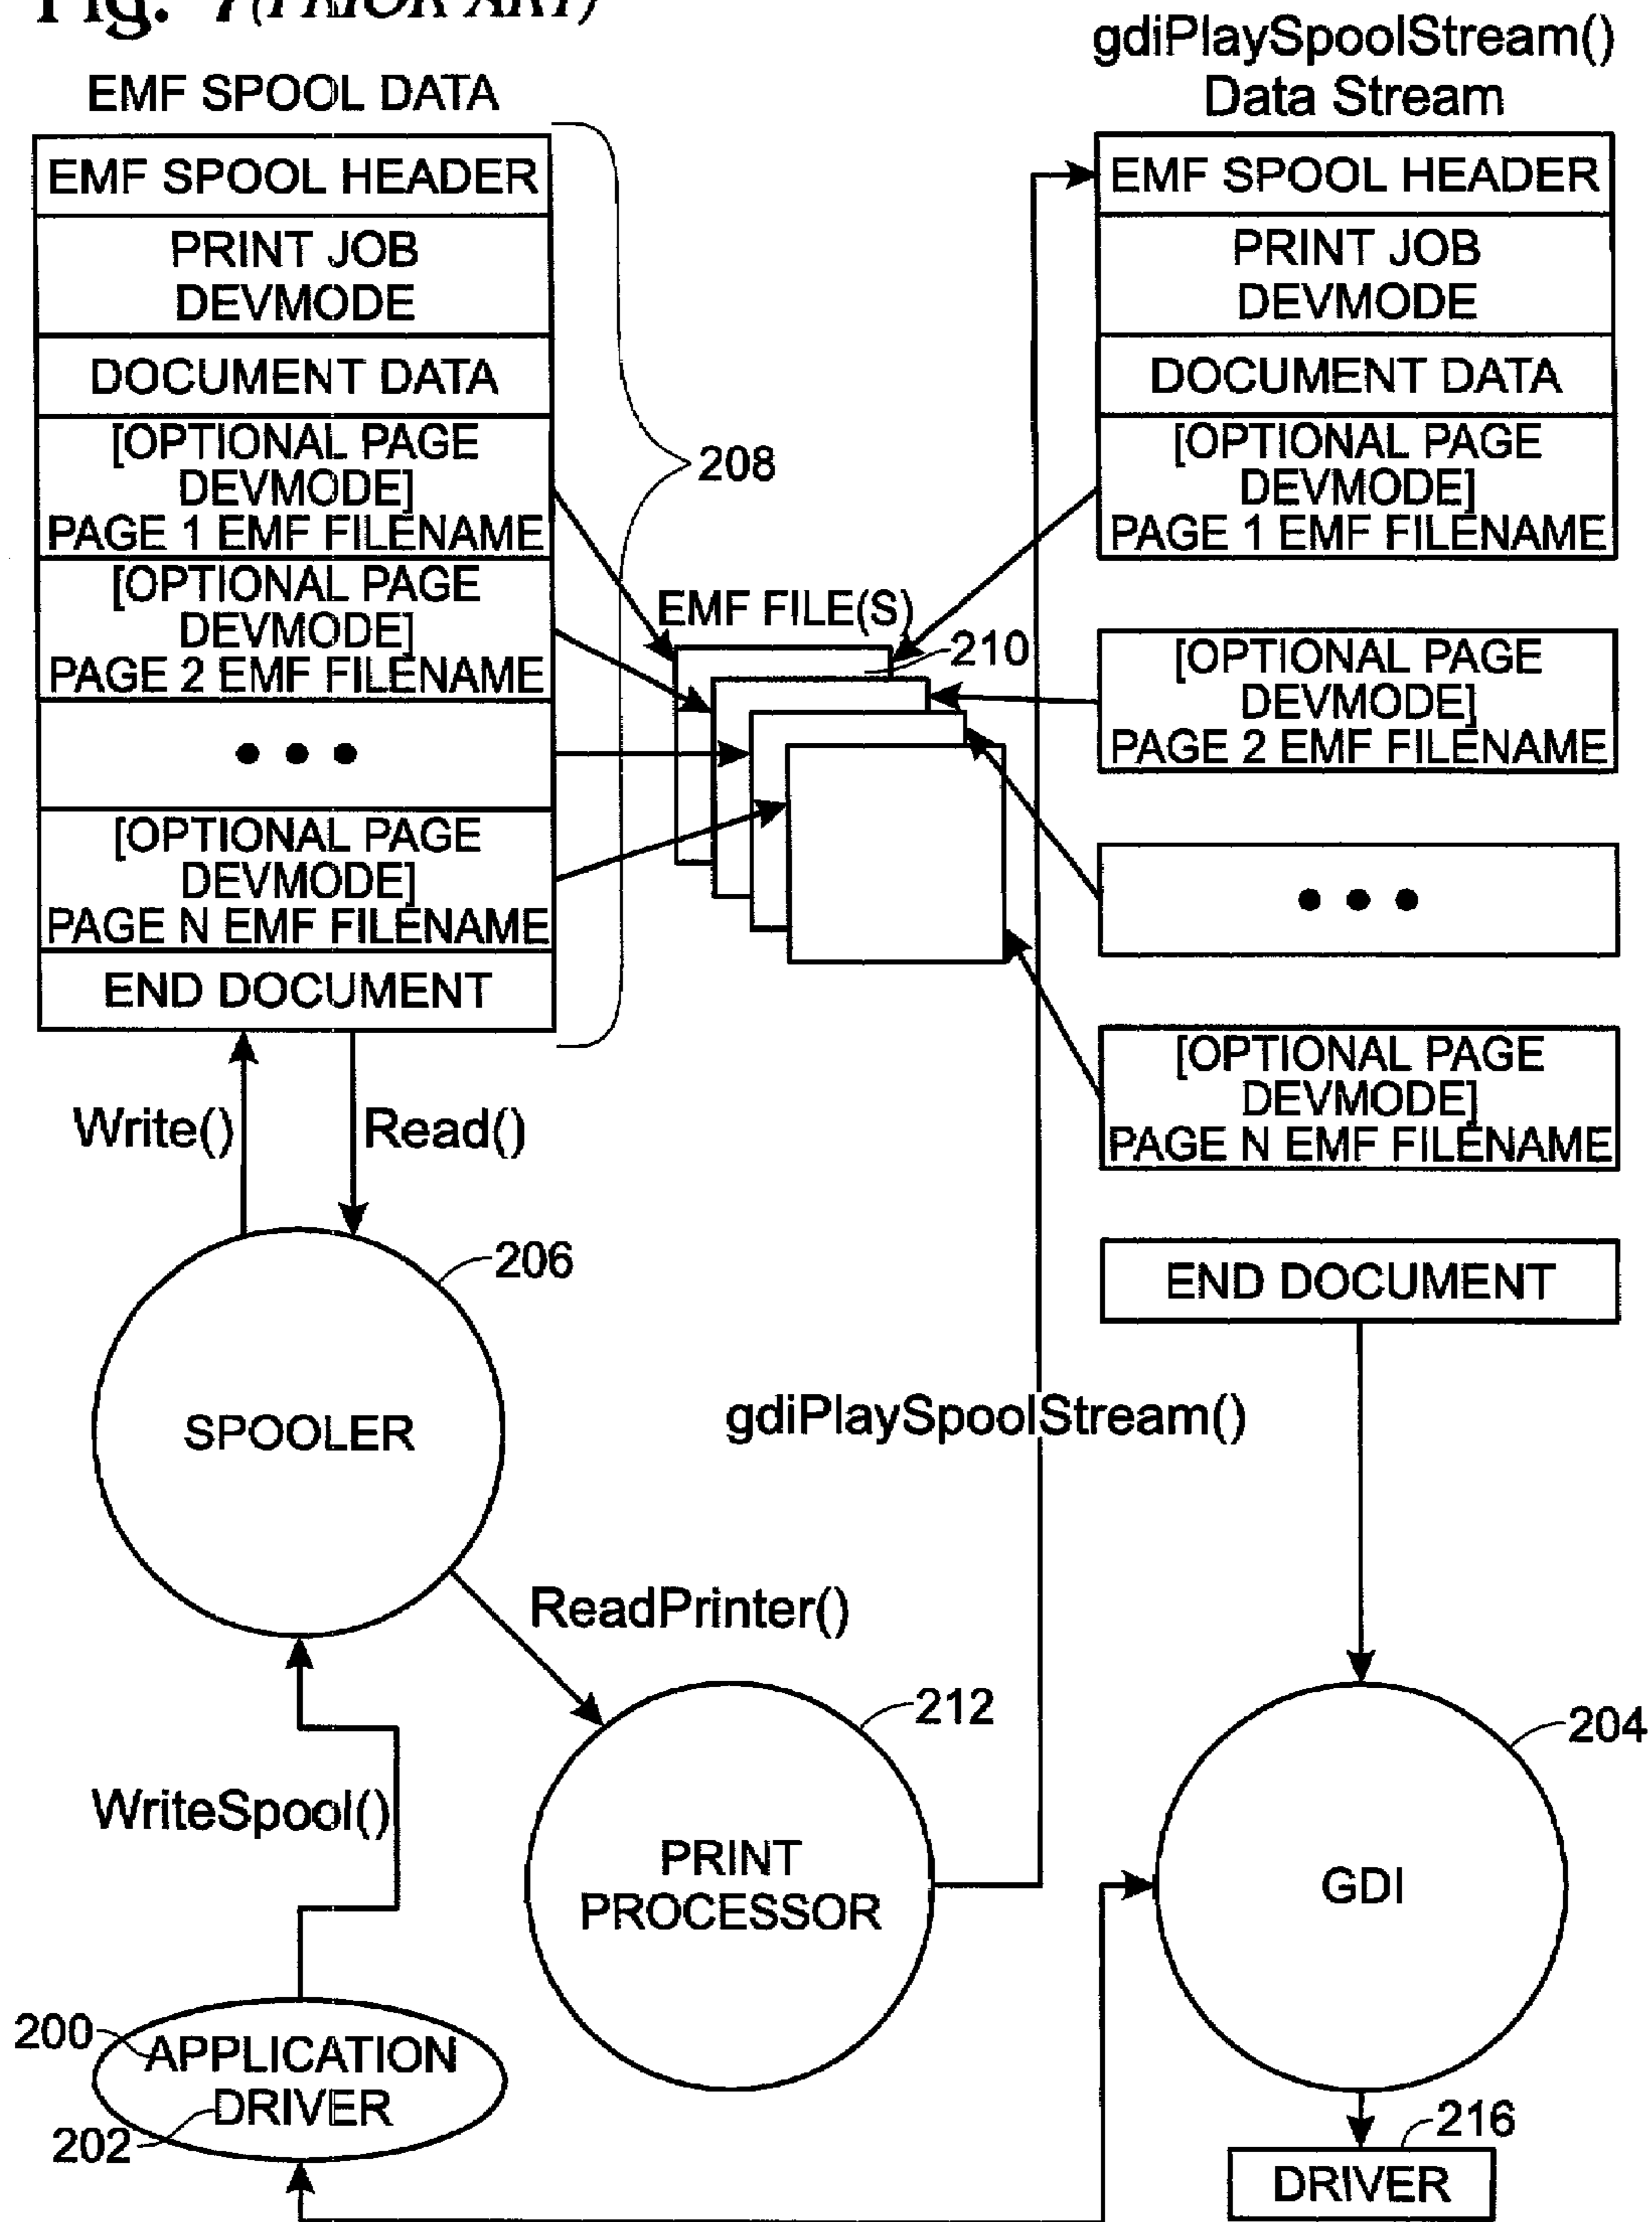 Fig. 7 (PRIOR ART)
EMF SPOOL DATA
EMF SPOOL HEADER
PRINT JOB
DEVMODE
DOCUMENT DATA
[OPTIONAL PAGE
DEVMODE]
PAGE 1 EMF FILENAME
[OPTIONAL PAGE
DEVMODE]
PAGE 2 EMF FILENAME
• • •
[OPTIONAL PAGE
DEVMODE]
PAGE N EMF FILENAME
END DOCUMENT
208
EMF FILE(S)
210
gdiPlaySpoolStream()
Data Stream
EMF SPOOL HEADER
PRINT JOB
DEVMODE
DOCUMENT DATA
[OPTIONAL PAGE
DEVMODE]
PAGE 1 EMF FILENAME
[OPTIONAL PAGE
DEVMODE]
PAGE 2 EMF FILENAME
• • •
[OPTIONAL PAGE
DEVMODE]
PAGE N EMF FILENAME
END DOCUMENT
Write()
Read()
206
SPOOLER
gdiPlaySpoolStream()
ReadPrinter()
212
204
WriteSpool()
PRINT
PROCESSOR
GDI
200
APPLICATION
DRIVER
202
216
DRIVER